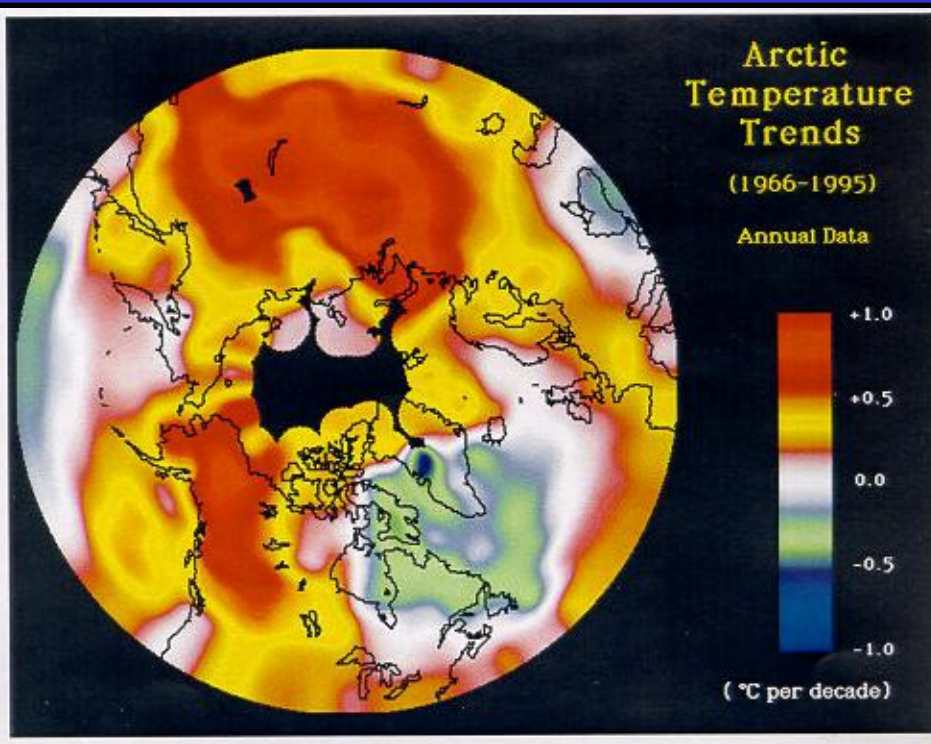 Arctic
Temperature
Trends
(1966-1995)
Annual Data
+1.0
+0.5
0.0
-0.5
-1.0
( °C per decade)